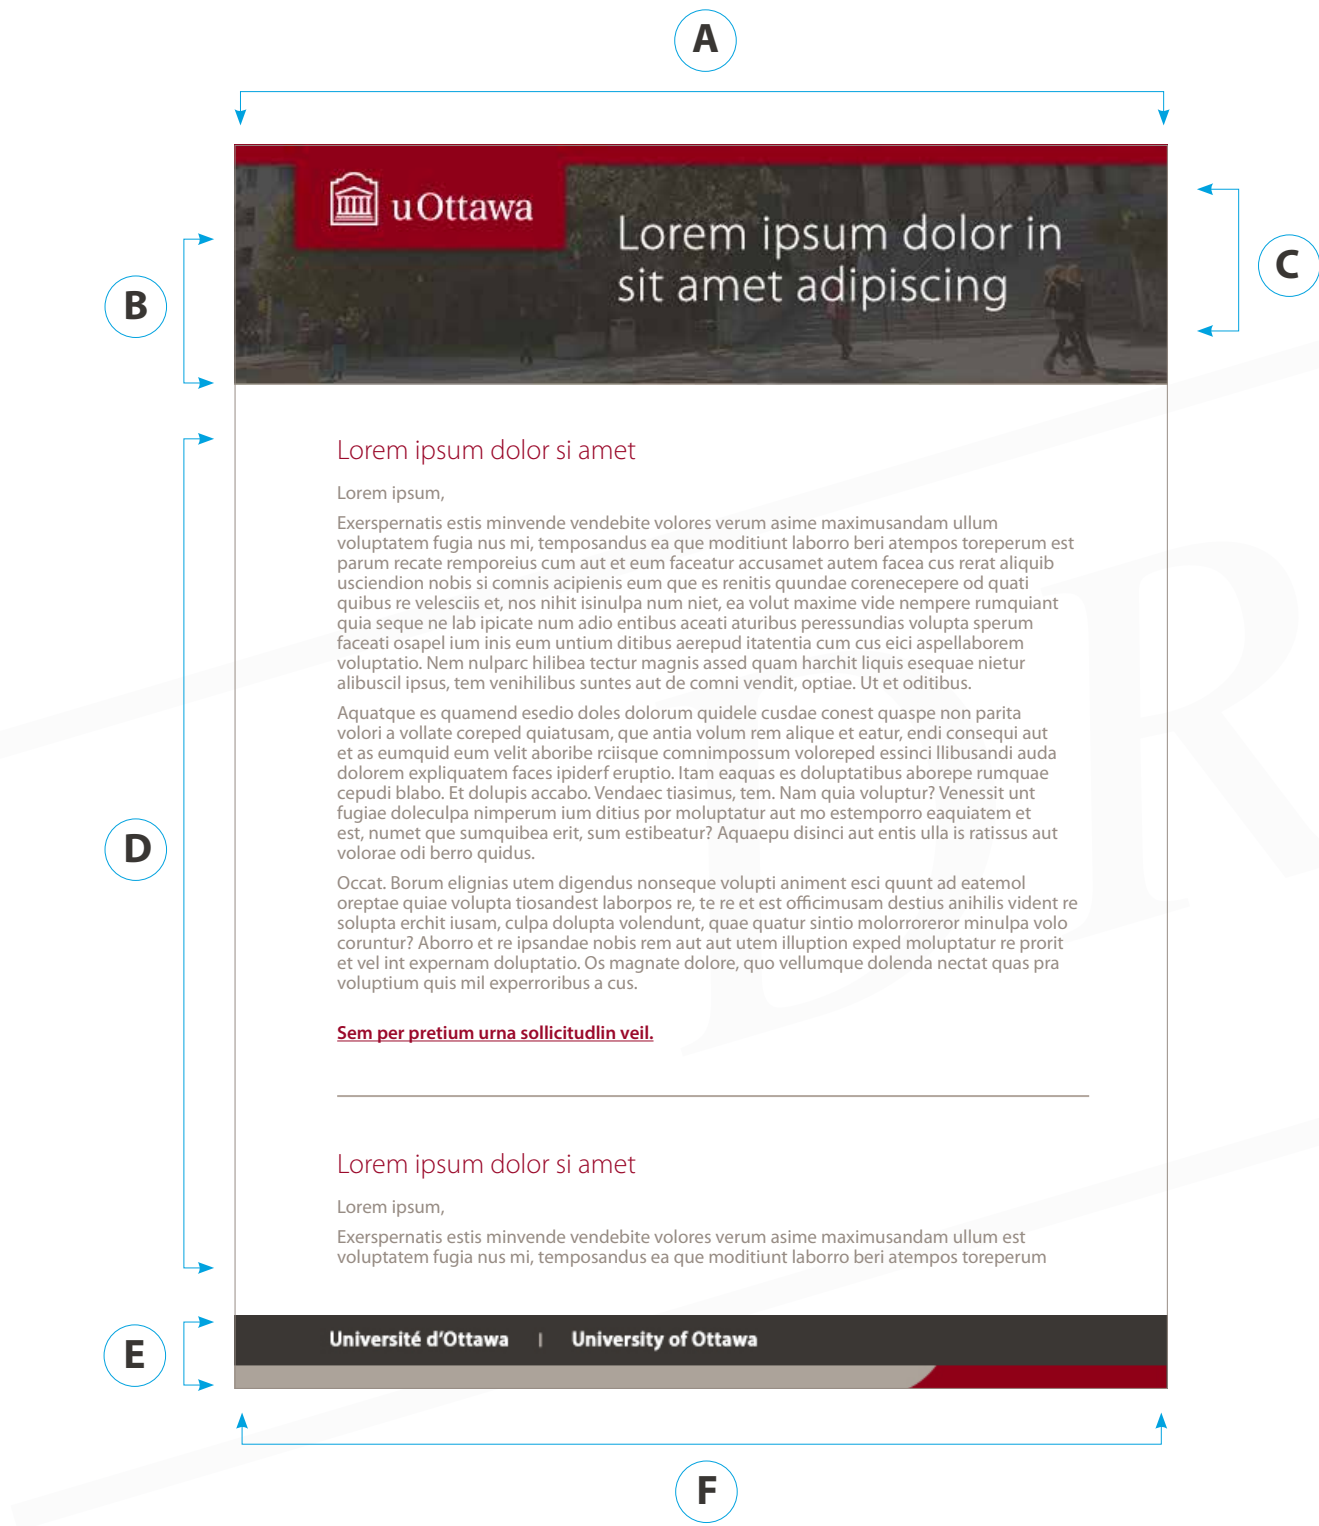 A
uOttawa
Lorem ipsum dolor in
sit amet adipiscing
B
C
Lorem ipsum dolor si amet
Lorem ipsum,
Exerspernatis estis minvende vendebite volores verum asime maximusandam ullum
voluptatem fugia nus mi, temposandus ea que moditiunt laborro beri atempos toreperum est
parum recate remporeius cum aut et eum faceatur accusamet autem facea cus rerat aliquib
usciendion nobis si comnis acipienis eum que es renitis quundae corenecepere od quati
quibus re velesciis et, nos nihit isinulpa num niet, ea volut maxime vide nempere rumquiant
quia seque ne lab ipicate num adio entibus aceati aturibus peressundias volupta sperum
faceati osapel ium inis eum untium ditibus aerepud itatentia cum cus eici aspellaborem
voluptatio. Nem nulparc hilibea tectur magnis assed quam harchit liquis esequae nietur
alibuscil ipsus, tem venihilibus suntes aut de comni vendit, optiae. Ut et oditibus.
Aquatque es quamend esedio doles dolorum quidele cusdae conest quaspe non parita
volori a vollate coreped quiatusam, que antia volum rem alique et eatur, endi consequi aut
et as eumquid eum velit aboribe rciisque comnimpossum voloreped essinci llibusandi auda
dolorem expliquatem faces ipiderf eruptio. Itam eaquas es doluptatibus aborepe rumquae
cepudi blabo. Et dolupis accabo. Vendaec tiasimus, tem. Nam quia voluptur? Venessit unt
fugiae doleculpa nimperum ium ditius por moluptatur aut mo estemporro eaquiatem et
est, numet que sumquibea erit, sum estibeatur? Aquaepu disinci aut entis ulla is ratissus aut
volorae odi berro quidus.
D
Occat. Borum elignias utem digendus nonseque volupti animent esci quunt ad eatemol
oreptae quiae volupta tiosandest laborpos re, te re et est officimusam destius anihilis vident re
solupta erchit iusam, culpa dolupta volendunt, quae quatur sintio molorroreror minulpa volo
coruntur? Aborro et re ipsandae nobis rem aut aut utem illuption exped moluptatur re prorit
et vel int expernam doluptatio. Os magnate dolore, quo vellumque dolenda nectat quas pra
voluptium quis mil experroribus a cus.
Sem per pretium urna sollicitudlin veil.
Lorem ipsum dolor si amet
Lorem ipsum,
Exerspernatis estis minvende vendebite volores verum asime maximusandam ullum est
voluptatem fugia nus mi, temposandus ea que moditiunt laborro beri atempos toreperum
Université d'Ottawa | University of Ottawa
E
F